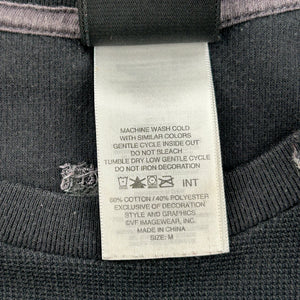 MACHINE WASH COLD
WITH SIMILAR COLORS
GENTLE CYCLE INSIDE OUT
DO NOT BLEACH
TUMBLE DRY LOW GENTLE CYCLE
DO NOT IRON DECORATION
INT
60% COTTON / 40% POLYESTER
EXCLUSIVE OF DECORATION
STYLE AND GRAPHICS
©VF IMAGEWEAR, INC.
MADE IN CHINA
SIZE: M